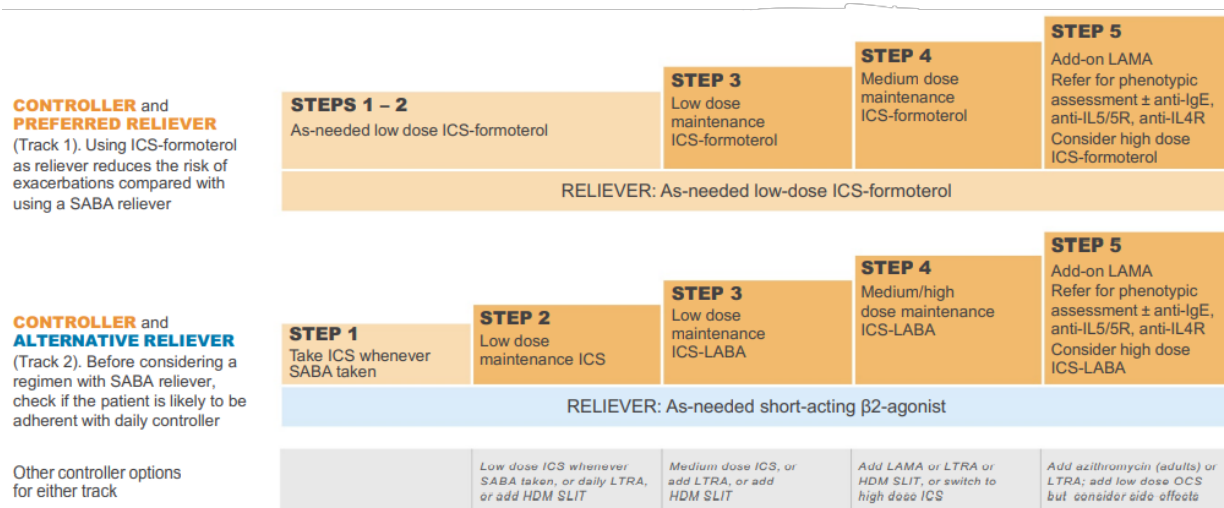 CONTROLLER and
PREFERRED RELIEVER
(Track 1). Using ICS-formoterol
as reliever reduces the risk of
exacerbations compared with
using a SABA reliever
STEPS 1 – 2
As-needed low dose ICS-formoterol
STEP 3
Low dose
maintenance
ICS-formoterol
STEP 4
Medium dose
maintenance
ICS-formoterol
STEP 5
Add-on LAMA
Refer for phenotypic
assessment ± anti-IgE,
anti-IL5/5R, anti-IL4R
Consider high dose
ICS-formoterol
RELIEVER: As-needed low-dose ICS-formoterol
CONTROLLER and
ALTERNATIVE RELIEVER
(Track 2). Before considering a
regimen with SABA reliever,
check if the patient is likely to be
adherent with daily controller
STEP 1
Take ICS whenever
SABA taken
STEP 2
Low dose
maintenance ICS
STEP 3
Low dose
maintenance
ICS-LABA
STEP 4
Medium/high
dose maintenance
ICS-LABA
STEP 5
Add-on LAMA
Refer for phenotypic
assessment ± anti-IgE,
anti-IL5/5R, anti-IL4R
Consider high dose
ICS-LABA
RELIEVER: As-needed short-acting β2-agonist
Other controller options
for either track
Low dose ICS whenever
SABA taken, or daily LTRA,
or add HDM SLIT
Medium dose ICS, or
add LTRA, or add
HDM SLIT
Add LAMA or LTRA or
HDM SLIT, or switch to
high dose ICS
Add azithromycin (adults) or
LTRA; add low dose OCS
but consider side effects